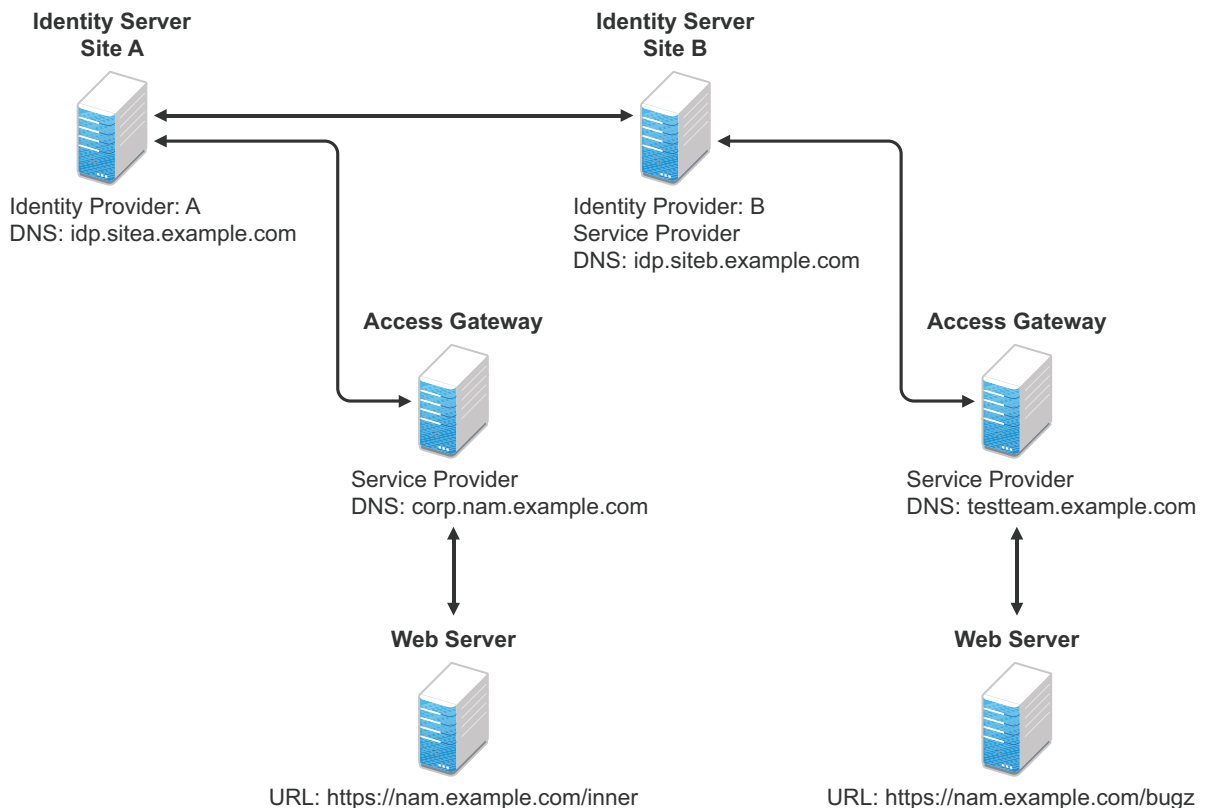 Identity Server
Site A
Identity Server
Site B
Identity Provider: A
DNS: idp.sitea.example.com
Identity Provider: B
Service Provider
DNS: idp.siteb.example.com
Access Gateway
Access Gateway
Service Provider
DNS: corp.nam.example.com
Service Provider
DNS: testteam.example.com
Web Server
Web Server
URL: https://nam.example.com/inner
URL: https://nam.example.com/bugz